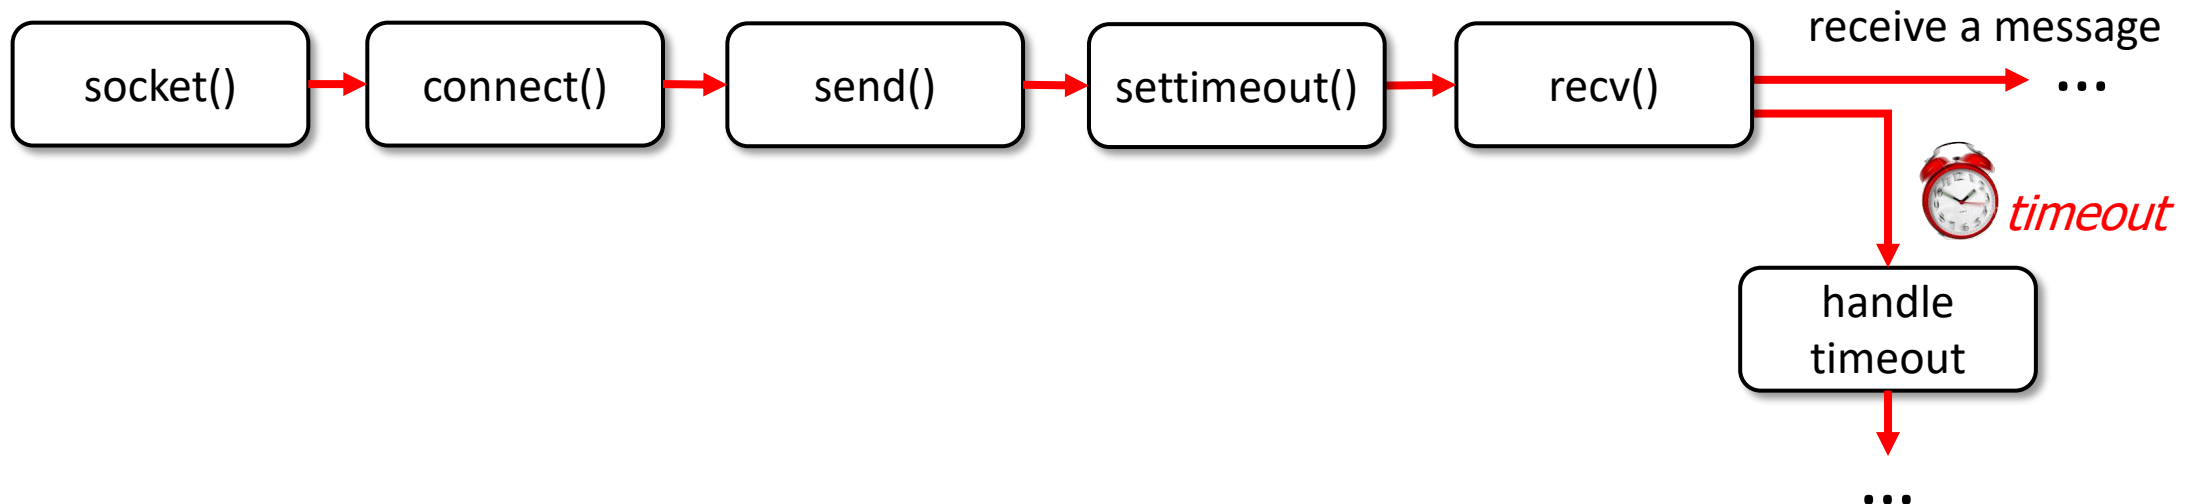 receive a message
socket()
connect()
send()
settimeout()
recv()
...
timeout
handle
timeout
...